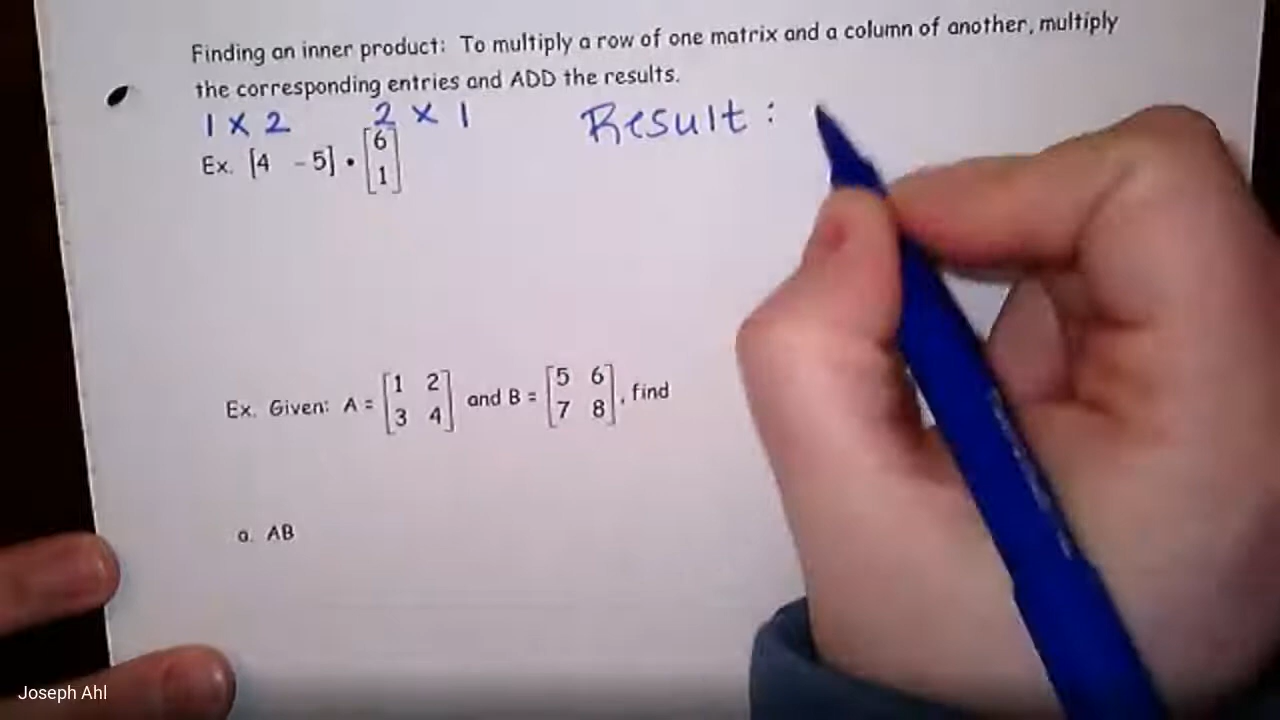 Finding an inner product: To multiply a row of one matrix and a column of another, multiply
the corresponding entries and ADD the results.
1 x 2 2 x 1 Result:
Ex. [4 -5] • [6
1]
Ex. Given: A = [1 2
3 4] and B = [5 6
7 8], find
a. AB
Joseph Ahl